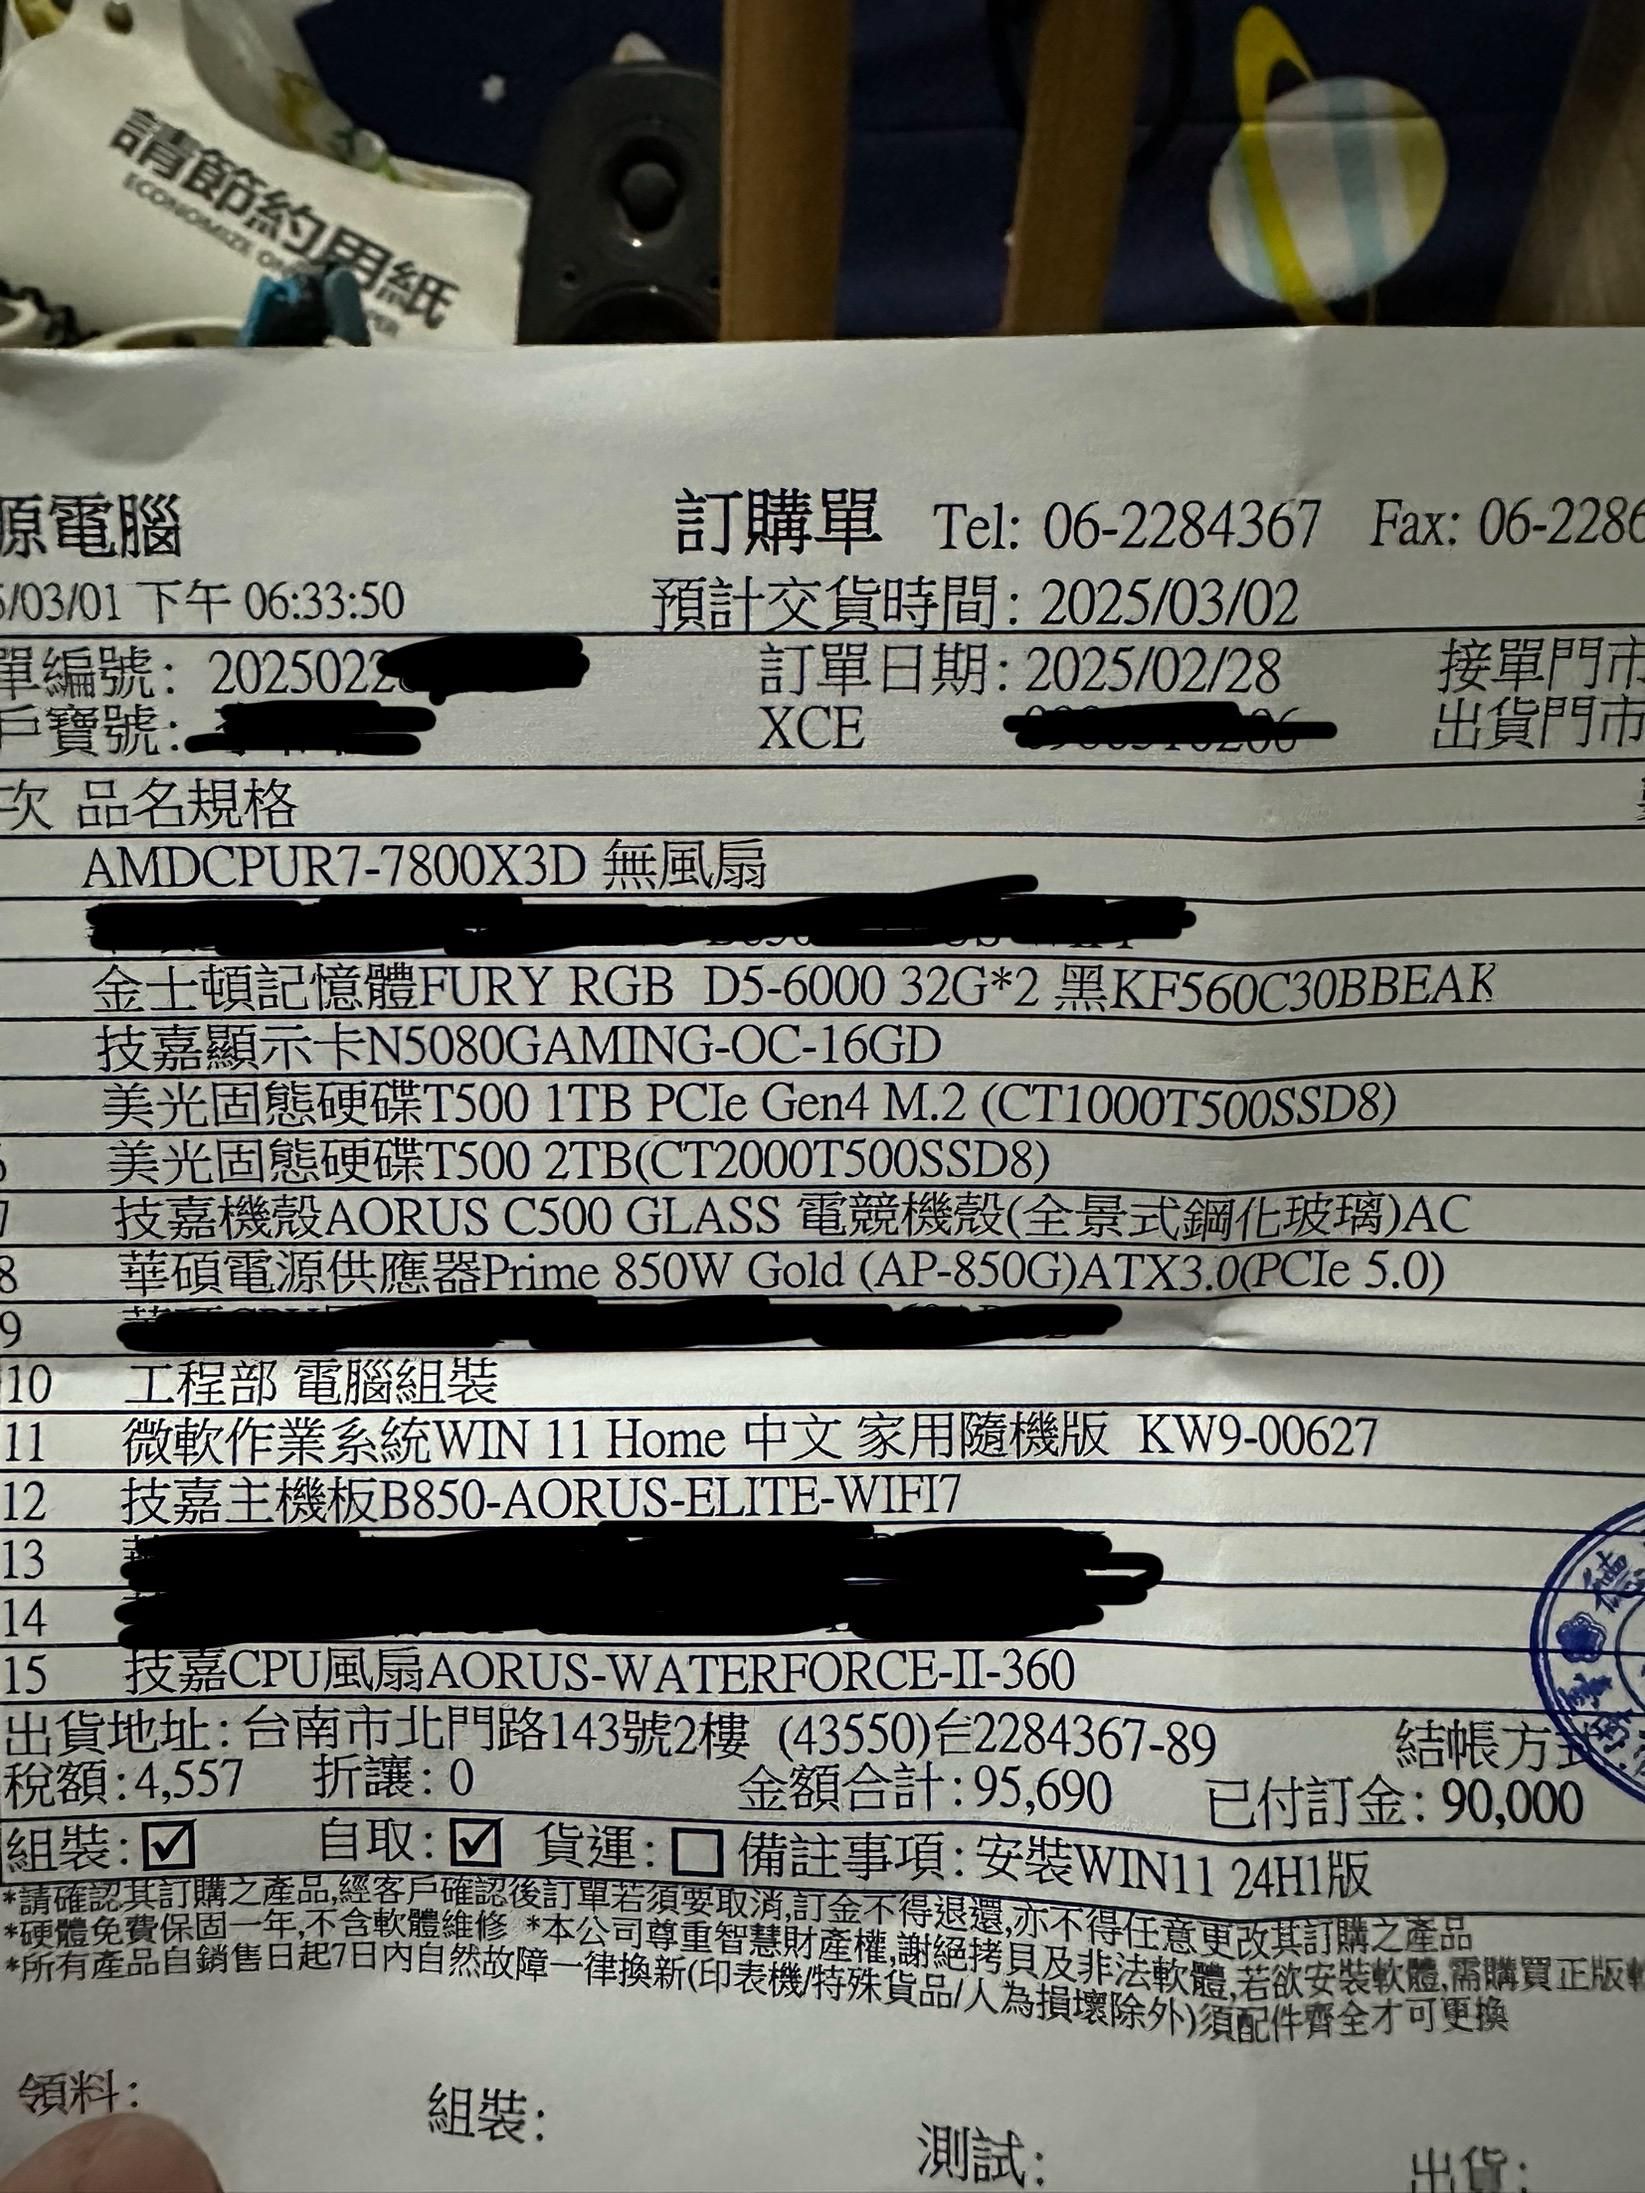 請節約用紙
ECONOMIZE ON PAPER
原電腦 訂購單 Tel: 06-2284367 Fax: 06-2286
/03/01 下午 06:33:50 預計交貨時間: 2025/03/02
單編號: 2025022 訂單日期: 2025/02/28 接單門市
戶寶號: XCE 出貨門市
次 品名規格
AMDCPUR7-7800X3D 無風扇
金士頓記憶體FURY RGB D5-6000 32G*2 黑KF560C30BBEAK
技嘉顯示卡N5080GAMING-OC-16GD
美光固態硬碟T500 1TB PCIe Gen4 M.2 (CT1000T500SSD8)
美光固態硬碟T500 2TB(CT2000T500SSD8)
7 技嘉機殼AORUS C500 GLASS 電競機殼(全景式鋼化玻璃)AC
8 華碩電源供應器Prime 850W Gold (AP-850G)ATX3.0(PCIe 5.0)
9
10 工程部 電腦組裝
11 微軟作業系統WIN 11 Home 中文 家用隨機版 KW9-00627
12 技嘉主機板B850-AORUS-ELITE-WIFI7
13
14
15 技嘉CPU風扇AORUS-WATERFORCE-II-360
出貨地址: 台南市北門路143號2樓 (43550)台2284367-89 結帳方式
稅額:4,557 折讓: 0 金額合計: 95,690 已付訂金: 90,000
組裝:☑ 自取:☑ 貨運:☐ 備註事項: 安裝WIN11 24H1版
*請確認其訂購之產品,經客戶確認後訂單若須要取消,訂金不得退還,亦不得任意更改其訂購之產品
*硬體免費保固一年,不含軟體維修 *本公司尊重智慧財產權,謝絕拷貝及非法軟體,若欲安裝軟體,需購買正版軟
*所有產品自銷售日起7日內自然故障一律換新(印表機/特殊貨品/人為損壞除外)須配件齊全才可更換
領料: 組裝: 測試: 出貨: